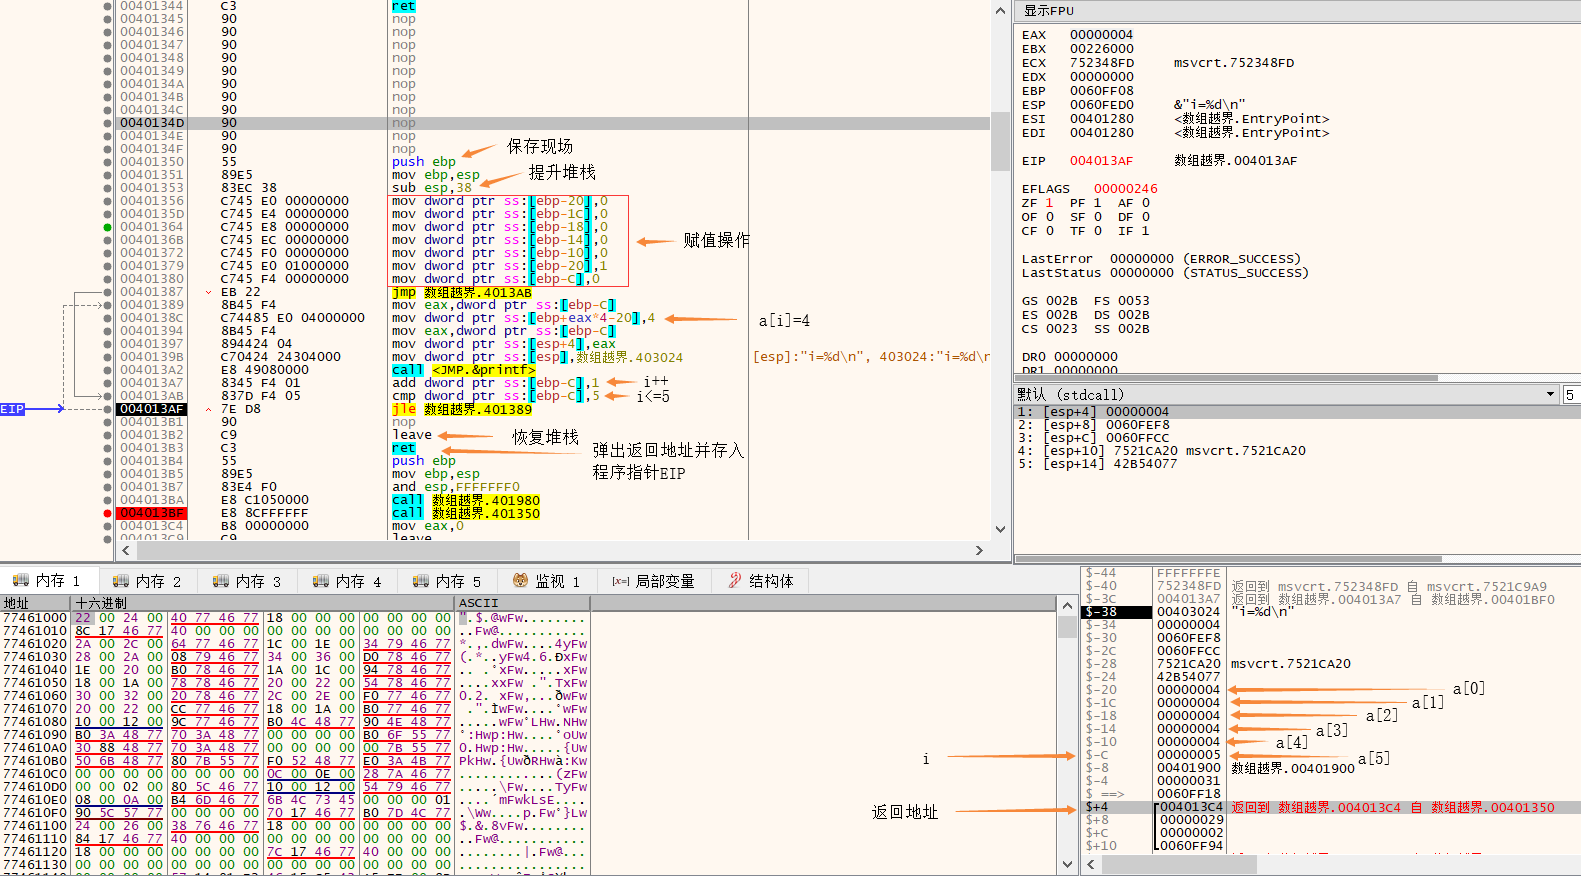 00401344 C3 ret
00401345 90 nop
00401346 90 nop
00401347 90 nop
00401348 90 nop
00401349 90 nop
0040134A 90 nop
0040134B 90 nop
0040134C 90 nop
0040134D 90 nop
0040134E 90 nop
0040134F 90 nop
00401350 55 push ebp 保存现场
00401351 89E5 mov ebp,esp 提升堆栈
00401353 83EC 38 sub esp,38
00401356 C745 E0 00000000 mov dword ptr ss:[ebp-20],0
0040135D C745 E4 00000000 mov dword ptr ss:[ebp-1C],0
00401364 C745 E8 00000000 mov dword ptr ss:[ebp-18],0
0040136B C745 EC 00000000 mov dword ptr ss:[ebp-14],0 赋值操作
00401372 C745 F0 00000000 mov dword ptr ss:[ebp-10],0
00401379 C745 E0 01000000 mov dword ptr ss:[ebp-20],1
00401380 C745 F4 00000000 mov dword ptr ss:[ebp-C],0
00401387 EB 22 jmp 数组越界.4013AB
00401389 8B45 F4 mov eax,dword ptr ss:[ebp-C]
0040138C C74485 E0 04000000 mov dword ptr ss:[ebp+eax*4-20],4 a[i]=4
00401394 8B45 F4 mov eax,dword ptr ss:[ebp-C]
00401397 894424 04 mov dword ptr ss:[esp+4],eax
0040139B C70424 24304000 mov dword ptr ss:[esp],数组越界.403024 [esp]:"i=%d\n", 403024:"i=%d\n
004013A2 E8 49080000 call <JMP.&printf>
004013A7 8345 F4 01 add dword ptr ss:[ebp-C],1 i++
004013AB 837D F4 05 cmp dword ptr ss:[ebp-C],5 i<=5
EIP 004013AF 7E D8 jle 数组越界.401389
004013B1 90 nop
004013B2 C9 leave 恢复堆栈
004013B3 C3 ret 弹出返回地址并存入
程序指针EIP
004013B4 55 push ebp
004013B5 89E5 mov ebp,esp
004013B7 83E4 F0 and esp,FFFFFFF0
004013BA E8 C1050000 call 数组越界.401980
004013BF E8 8CFFFFFF call 数组越界.401350
004013C4 B8 00000000 mov eax,0
004013C9 C9 leave
显示FPU
EAX 00000004
EBX 00226000
ECX 752348FD msvcrt.752348FD
EDX 00000000
EBP 0060FF08
ESP 0060FED0 &"i=%d\n"
ESI 00401280 <数组越界.EntryPoint>
EDI 00401280 <数组越界.EntryPoint>
EIP 004013AF 数组越界.004013AF
EFLAGS 00000246
ZF 1 PF 1 AF 0
OF 0 SF 0 DF 0
CF 0 TF 0 IF 1
LastError 00000000 (ERROR_SUCCESS)
LastStatus 00000000 (STATUS_SUCCESS)
GS 002B FS 0053
ES 002B DS 002B
CS 0023 SS 002B
DR0 00000000
DR1 00000000
默认 (stdcall) 5
1: [esp+4] 00000004
2: [esp+8] 0060FEF8
3: [esp+C] 0060FFCC
4: [esp+10] 7521CA20 msvcrt.7521CA20
5: [esp+14] 42B54077
内存 1 内存 2 内存 3 内存 4 内存 5 监视 1 [x=] 局部变量 结构体
地址 十六进制 ASCII
77461000 22 00 24 00 40 77 46 77 18 00 00 00 00 00 00 00 ".$.@wFw........
77461010 8C 17 46 77 40 00 00 00 00 00 00 00 00 00 00 00 ..Fw@...........
77461020 2A 00 2C 00 64 77 46 77 1C 00 1E 00 34 79 46 77 *.,.dwFw....4yFw
77461030 28 00 2A 00 08 79 46 77 34 00 36 00 D0 78 46 77 (.*..yFw4.6.ÐxFw
77461040 1E 00 20 00 B0 78 46 77 1A 00 1C 00 94 78 46 77 .. .°xFw.....xFw
77461050 18 00 1A 00 78 78 46 77 20 00 22 00 54 78 46 77 ....xxFw .".TxFw
77461060 30 00 32 00 20 78 46 77 2C 00 2E 00 F0 77 46 77 0.2. xFw,...ðwFw
77461070 20 00 22 00 CC 77 46 77 18 00 1A 00 B0 77 46 77 .".ÌwFw....°wFw
77461080 10 00 12 00 9C 77 46 77 B0 4C 48 77 90 4E 48 77 .....wFw°LHw.NHw
77461090 B0 3A 48 77 70 3A 48 77 00 00 00 00 B0 6F 55 77 °:Hwp:Hw....°oUw
774610A0 30 88 48 77 70 3A 48 77 00 00 00 00 00 7B 55 77 0.Hwp:Hw.....{Uw
774610B0 50 6B 48 77 80 7B 55 77 F0 52 48 77 E0 3A 4B 77 PkHw.{UwðRHwà:Kw
774610C0 00 00 00 00 00 00 00 00 0C 00 0E 00 28 7A 46 77 ............(zFw
774610D0 00 00 02 00 80 5C 46 77 10 00 12 00 54 79 46 77 .....\Fw....TyFw
774610E0 08 00 0A 00 B4 6D 46 77 6B 4C 73 45 00 00 00 01 ....´mFwkLsE....
774610F0 90 5C 57 77 00 00 00 00 70 17 46 77 B0 7D 4C 77 .\Ww....p.Fw°}Lw
77461100 24 00 26 00 38 76 46 77 18 00 00 00 00 00 00 00 $.&.8vFw........
77461110 84 17 46 77 40 00 00 00 00 00 00 00 00 00 00 00 ..Fw@...........
77461120 18 00 00 00 00 00 00 00 7C 17 46 77 40 00 00 00 ........|.Fw@...
77461130 00 00 00 00 00 00 00 00 00 00 00 00 00 00 00 00 ................
$-44 FFFFFFFE
$-40 752348FD 返回到 msvcrt.752348FD 自 msvcrt.7521C9A9
$-3C 004013A7 返回到 数组越界.004013A7 自 数组越界.00401BF0
$-38 00403024 "i=%d\n"
$-34 00000004
$-30 0060FEF8
$-2C 0060FFCC
$-28 7521CA20 msvcrt.7521CA20
$-24 42B54077
$-20 00000004 a[0]
$-1C 00000004 a[1]
$-18 00000004 a[2]
$-14 00000004 a[3]
$-10 00000004 a[4]
i $-C 00000005 a[5]
$-8 00401900 数组越界.00401900
$-4 00000031
$ ==> 0060FF18
返回地址 $+4 004013C4 返回到 数组越界.004013C4 自 数组越界.00401350
$+8 00000029
$+C 00000002
$+10 0060FF94